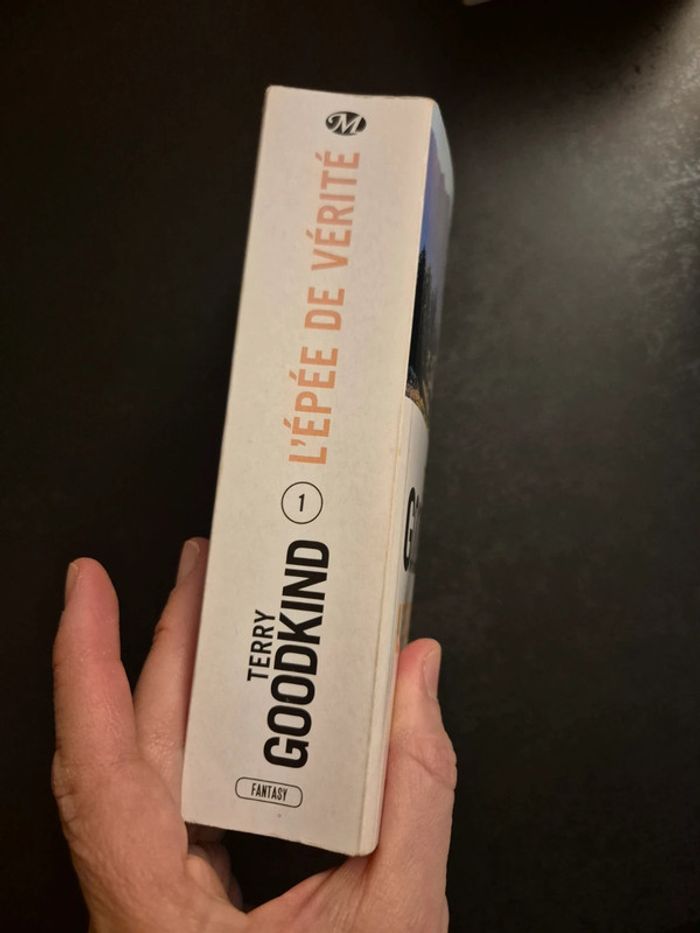 FANTASY
TERRY
GOODKIND
1
L'ÉPÉE DE VÉRITÉ
M
G